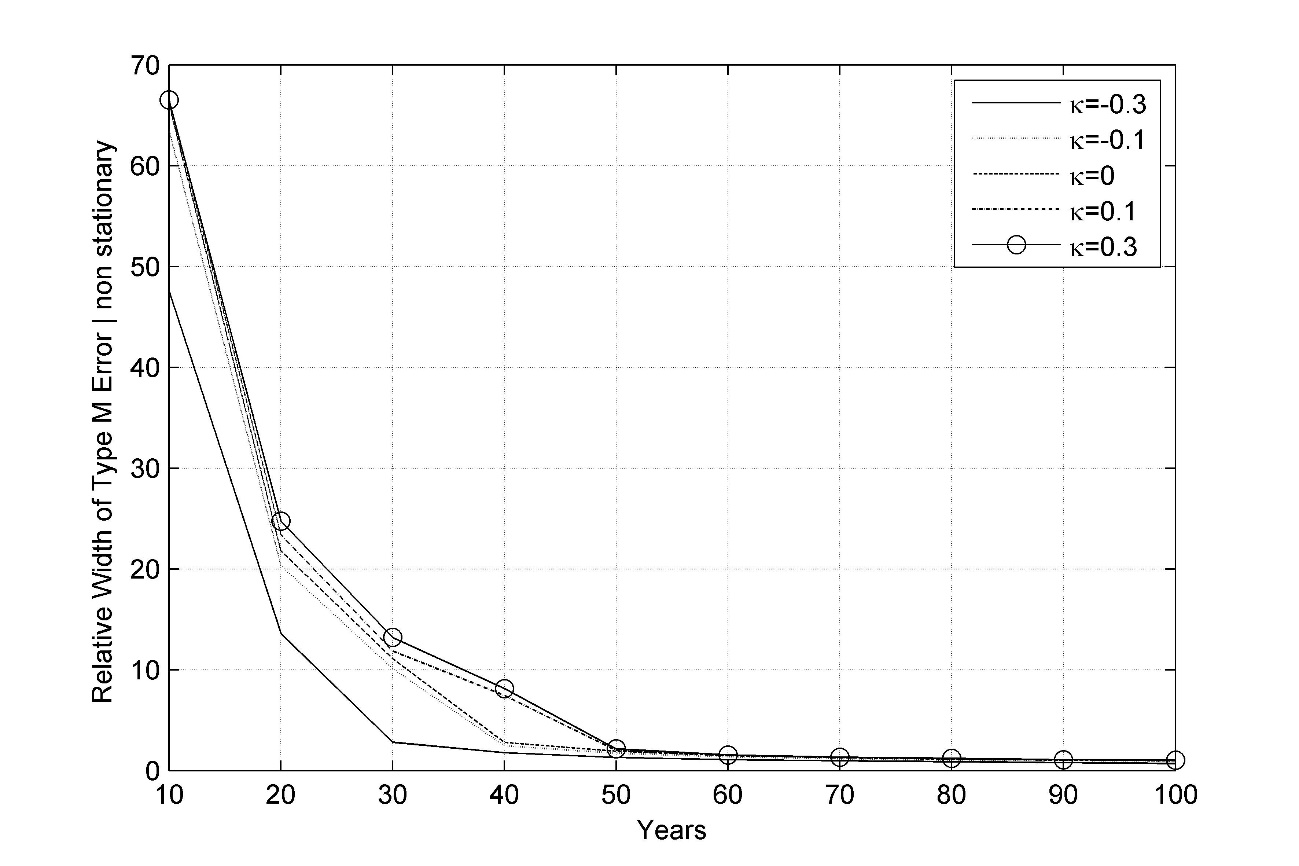 70
60
50
40
30
20
10
0
Relative Width of Type M Error | non stationary
10 20 30 40 50 60 70 80 90 100
Years
κ=-0.3
κ=-0.1
κ=0
κ=0.1
κ=0.3